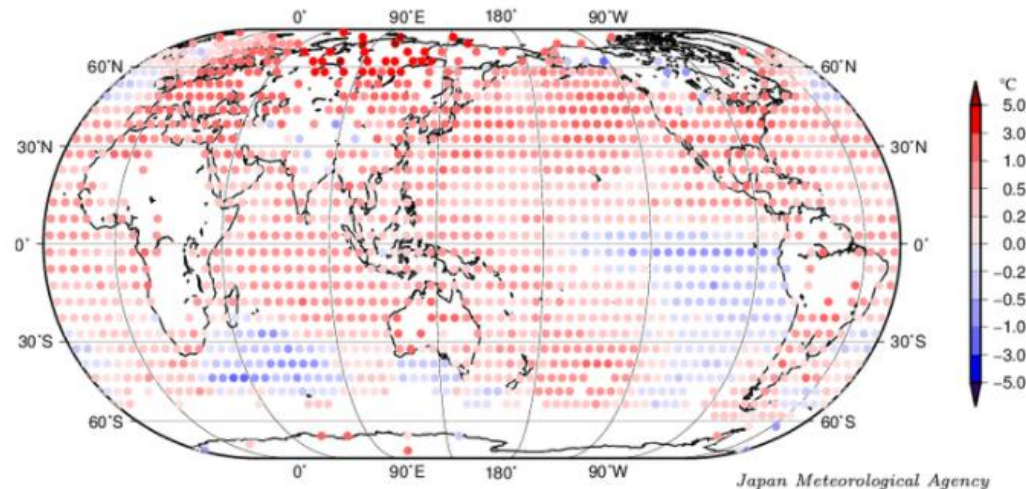 0° 90°E 180° 90°W
60°N 60°N
°C
5.0
3.0
30°N 30°N
1.0
0.5
0.2
0° 0°
0.0
−0.2
−0.5
30°S 30°S
−1.0
−3.0
−5.0
60°S 60°S
0° 90°E 180° 90°W
Japan Meteorological Agency